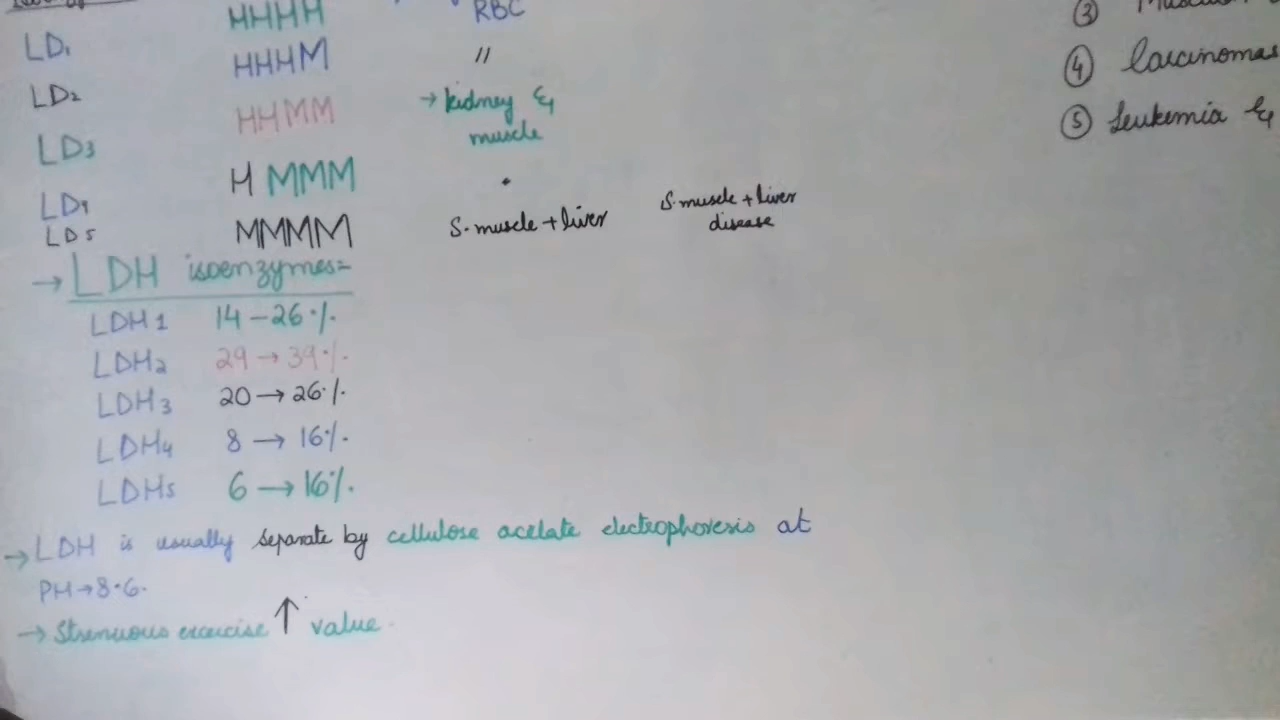 HHHH RBC
LD1
HHHM "
LD2
HHMM → kidney &
muscle
LD3
HMMM
LD4
LD5 MMMM S.muscle + liver S.muscle + liver
disease
→ LDH isoenzymes=
LDH1 14 – 26%
LDH2 29 → 39%
LDH3 20 → 26%
LDH4 8 → 16%
LDH5 6 → 16%
→ LDH is usually separate by cellulose acelate electrophoresis at
PH → 8.6.
→ Strenuous exercise ↑ value.
③
④ Carcinomas
⑤ Leukemia &